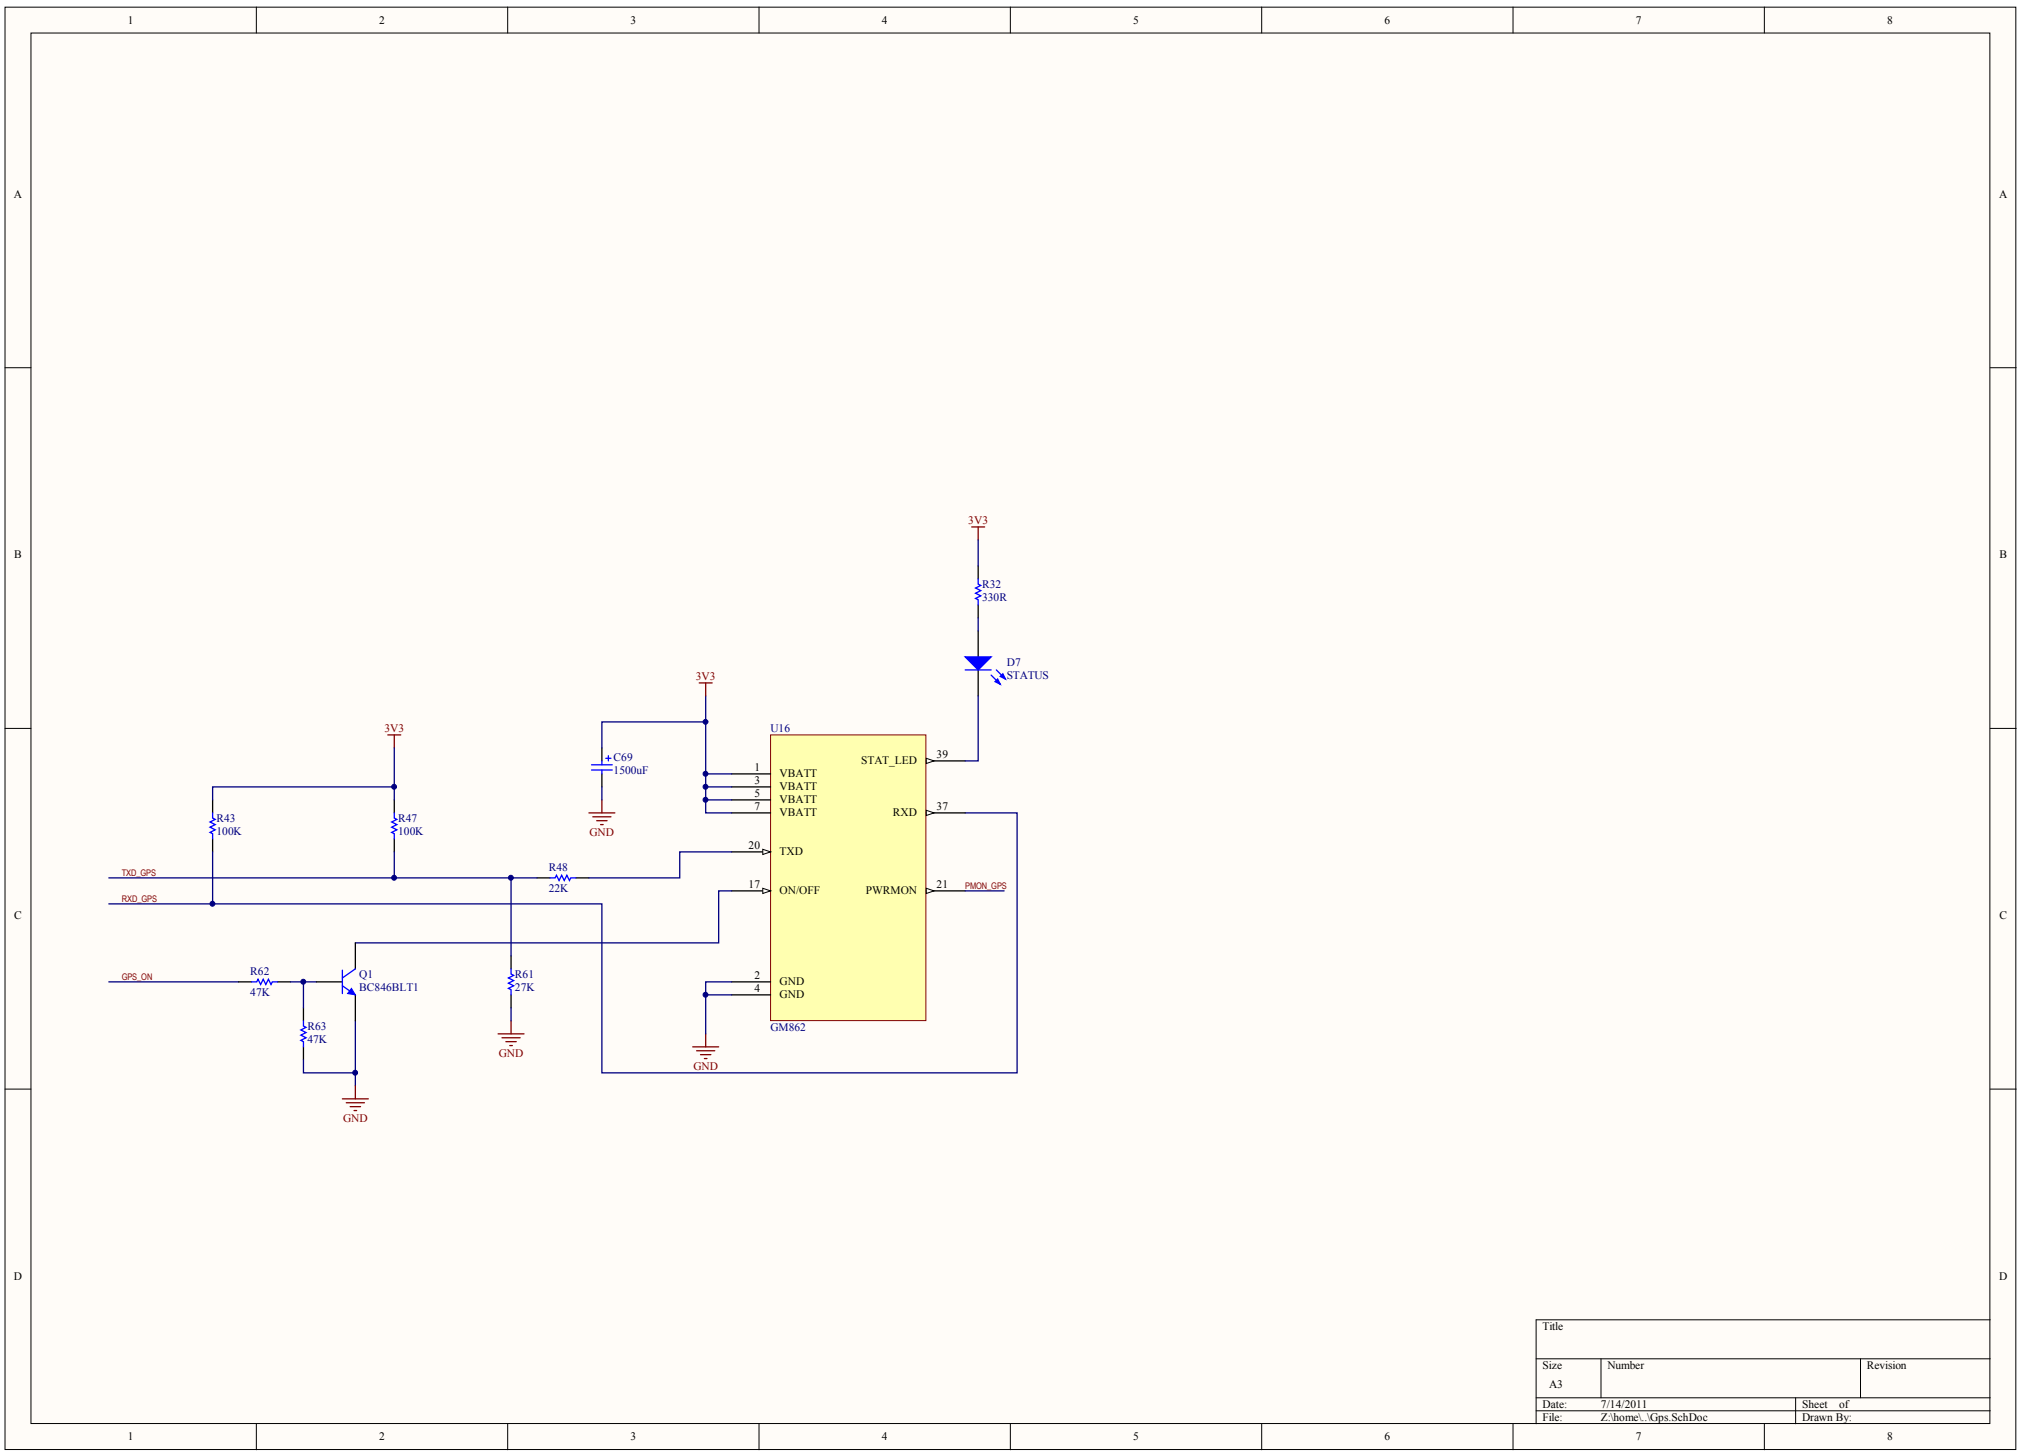 1 2 3 4 5 6 7 8
A A
3V3
B B
R32
330R
D7
STATUS
3V3
3V3
U16
C69
1500uF
GND
STAT_LED 39
1 VBATT
3 VBATT
5 VBATT
7 VBATT
RXD 37
R43
100K
R47
100K
20 TXD
TXD_GPS
R48
22K
17 ON/OFF
PWRMON 21 PMON_GPS
RXD_GPS
C C
GPS_ON
R62
47K
Q1
BC846BLT1
R61
27K
2 GND
4 GND
R63
47K
GM862
GND
GND
GND
D D
Title
Size Number Revision
A3
Date: 7/14/2011 Sheet of
File: Z:\home\..\Gps.SchDoc Drawn By:
1 2 3 4 5 6 7 8